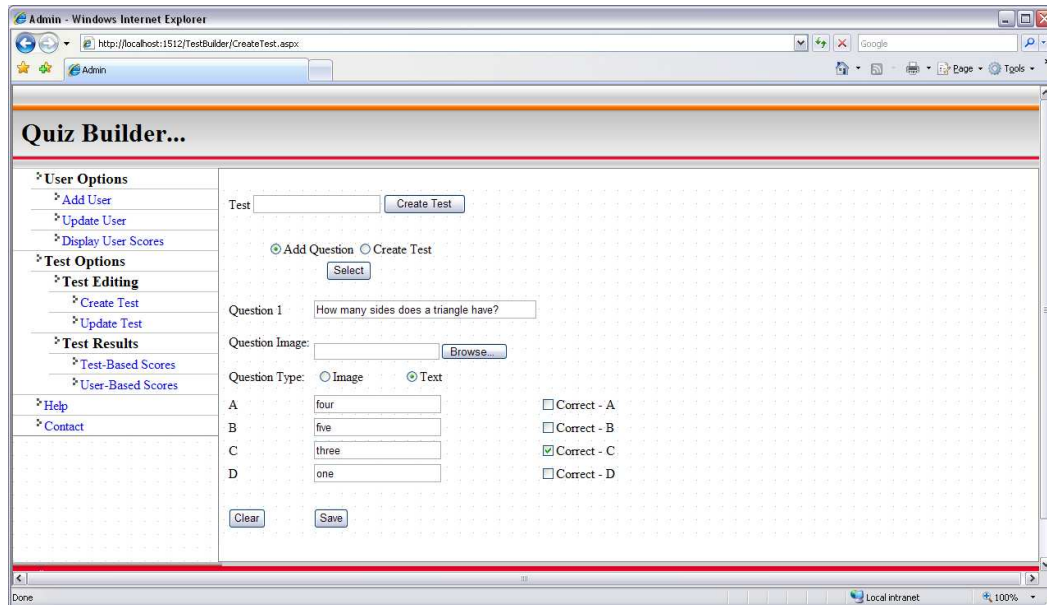 Admin - Windows Internet Explorer
http://localhost:1512/TestBuilder/CreateTest.aspx
Google
Admin
Page
Tools
Quiz Builder...
User Options
Add User
Update User
Display User Scores
Test Options
Test Editing
Create Test
Update Test
Test Results
Test-Based Scores
User-Based Scores
Help
Contact
Test Create Test
Add Question Create Test
Select
Question 1 How many sides does a triangle have?
Question Image: Browse...
Question Type: Image Text
A four Correct - A
B five Correct - B
C three Correct - C
D one Correct - D
Clear Save
Done Local intranet 100%